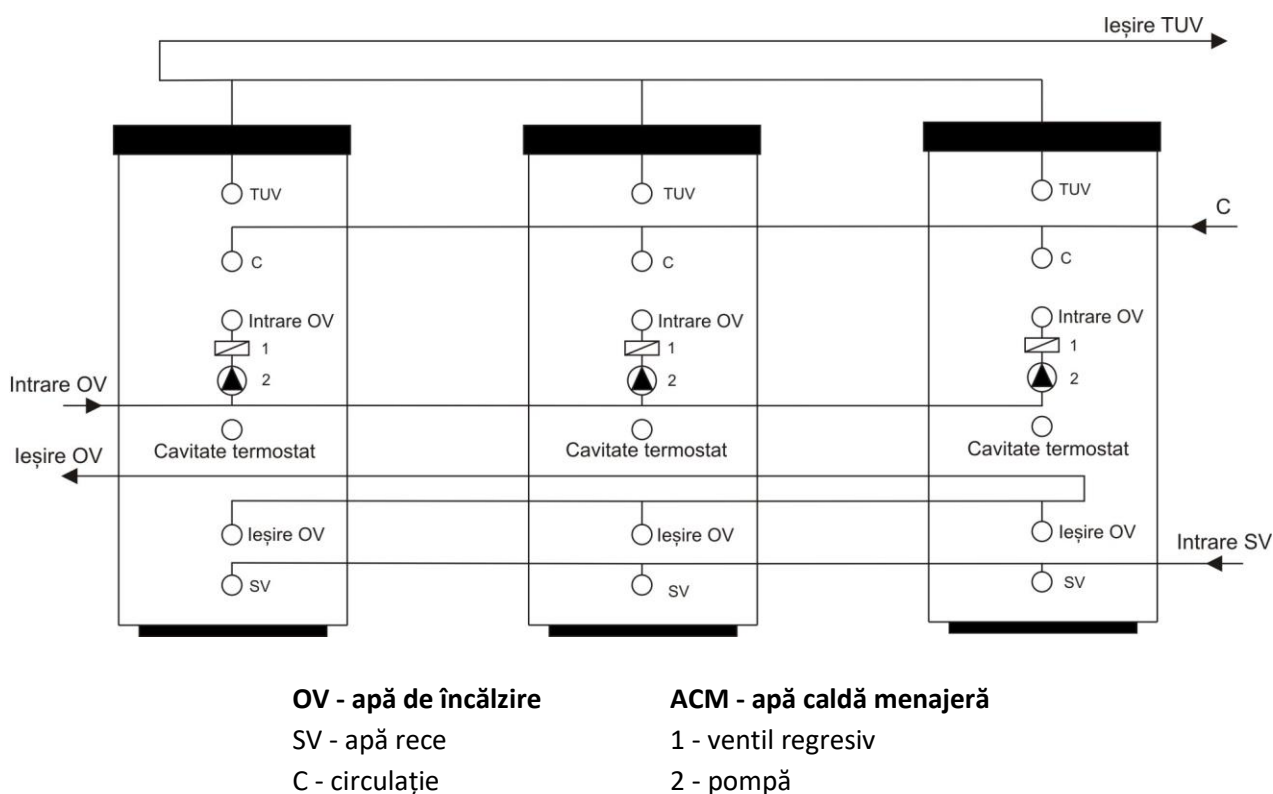 Ieșire TUV
TUV TUV TUV
C
C C C
Intrare OV Intrare OV Intrare OV
1 1 1
Intrare OV
2 2 2
Cavitate termostat Cavitate termostat Cavitate termostat
Ieșire OV
Ieșire OV Ieșire OV Ieșire OV
Intrare SV
SV SV SV
OV - apă de încălzire ACM - apă caldă menajeră
SV - apă rece 1 - ventil regresiv
C - circulație 2 - pompă